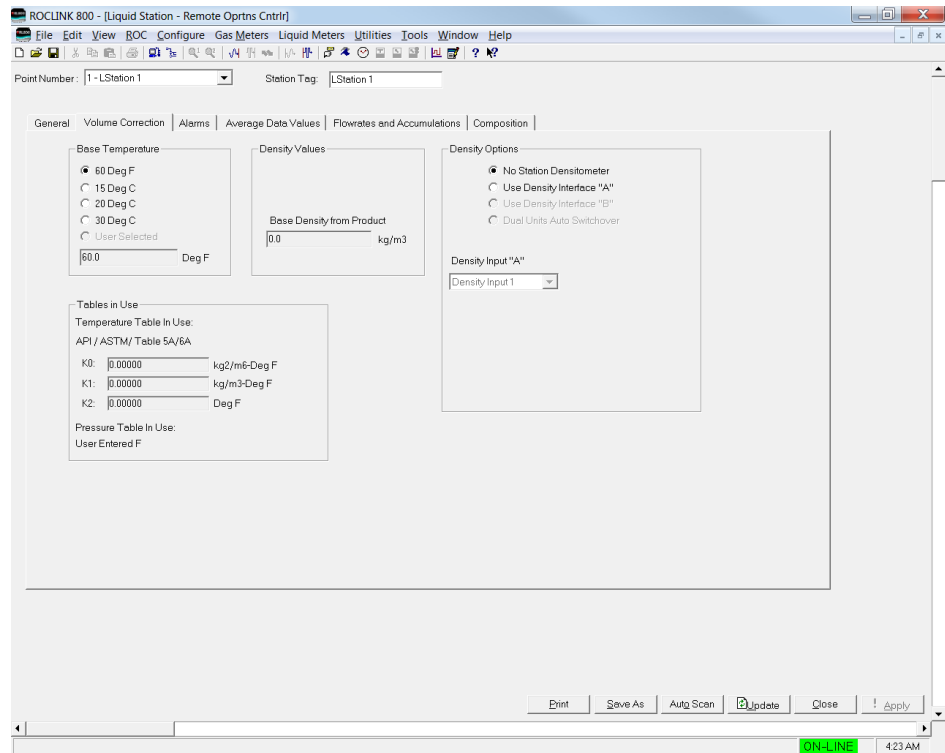 ROCLINK 800 - [Liquid Station - Remote Oprtns Cntrlr]
File Edit View ROC Configure Gas Meters Liquid Meters Utilities Tools Window Help
Point Number: 1 - LStation 1 Station Tag: LStation 1
General Volume Correction Alarms Average Data Values Flowrates and Accumulations Composition
Base Temperature
60 Deg F
15 Deg C
20 Deg C
30 Deg C
User Selected
60.0 Deg F
Density Values
Base Density from Product
0.0 kg/m3
Density Options
No Station Densitometer
Use Density Interface "A"
Use Density Interface "B"
Dual Units Auto Switchover
Density Input "A"
Density Input 1
Tables in Use
Temperature Table In Use:
API / ASTM/ Table 5A/6A
K0: 0.00000 kg2/m6-Deg F
K1: 0.00000 kg/m3-Deg F
K2: 0.00000 Deg F
Pressure Table In Use:
User Entered F
Print Save As Auto Scan Update Close ! Apply
ON-LINE 4:23 AM